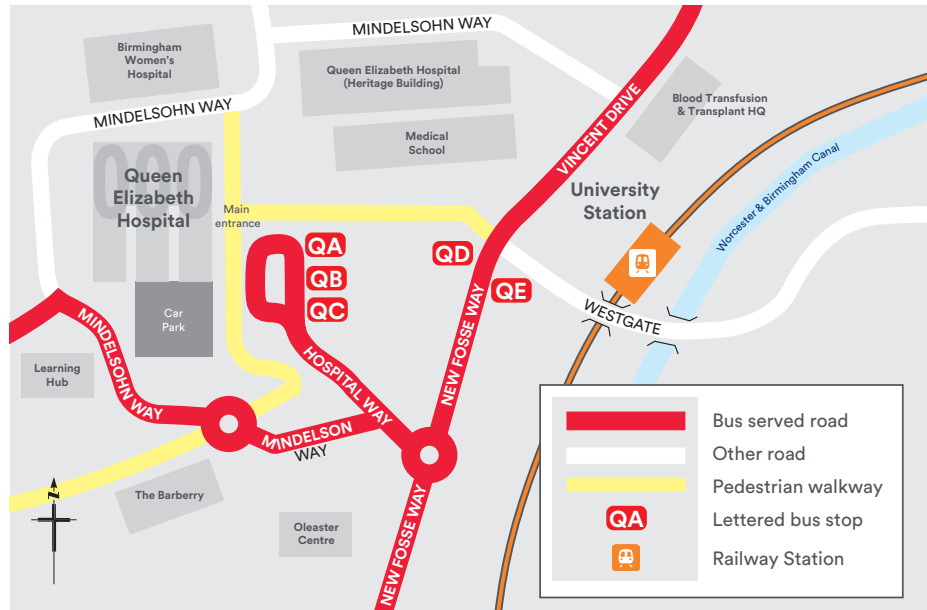 MINDELSOHN WAY
Birmingham
Women's
Hospital
Queen Elizabeth Hospital
(Heritage Building)
Blood Transfusion
& Transplant HQ
MINDELSOHN WAY
Medical
School
VINCENT DRIVE
Worcester & Birmingham Canal
Queen
Elizabeth
Hospital
University
Station
Main
entrance
QA
QB
QC
QD
QE
WESTGATE
Car
Park
MINDELSOHN WAY
Learning
Hub
HOSPITAL WAY
NEW FOSSE WAY
MINDELSON
WAY
The Barberry
Oleaster
Centre
NEW FOSSE WAY
N
Bus served road
Other road
Pedestrian walkway
QA
Lettered bus stop
Railway Station